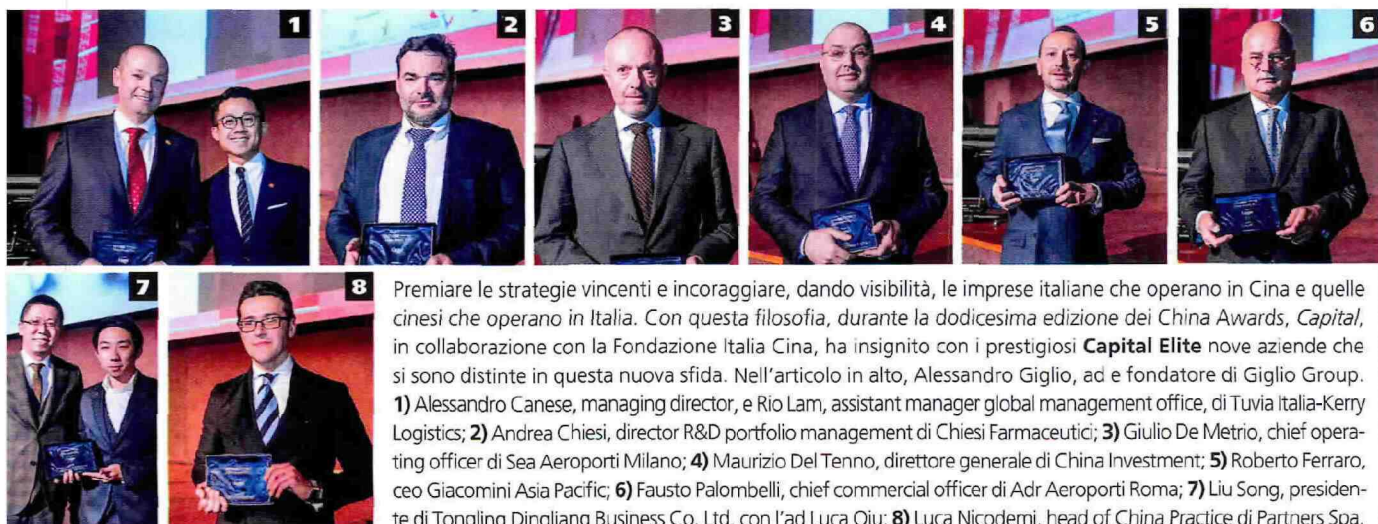 1
2
3
4
5
6
7
8
Premiare le strategie vincenti e incoraggiare, dando visibilità, le imprese italiane che operano in Cina e quelle
cinesi che operano in Italia. Con questa filosofia, durante la dodicesima edizione dei China Awards, Capital,
in collaborazione con la Fondazione Italia Cina, ha insignito con i prestigiosi Capital Elite nove aziende che
si sono distinte in questa nuova sfida. Nell'articolo in alto, Alessandro Giglio, ad e fondatore di Giglio Group.
1) Alessandro Canese, managing director, e Rio Lam, assistant manager global management office, di Tuvia Italia-Kerry
Logistics; 2) Andrea Chiesi, director R&D portfolio management di Chiesi Farmaceutici; 3) Giulio De Metrio, chief opera-
ting officer di Sea Aeroporti Milano; 4) Maurizio Del Tenno, direttore generale di China Investment; 5) Roberto Ferraro,
ceo Giacomini Asia Pacific; 6) Fausto Palombelli, chief commercial officer di Adr Aeroporti Roma; 7) Liu Song, presiden-
te di Tongling Dingliang Business Co. Ltd, con l'ad Luca Qiu; 8) Luca Nicodemi, head of China Practice di Partners Spa.